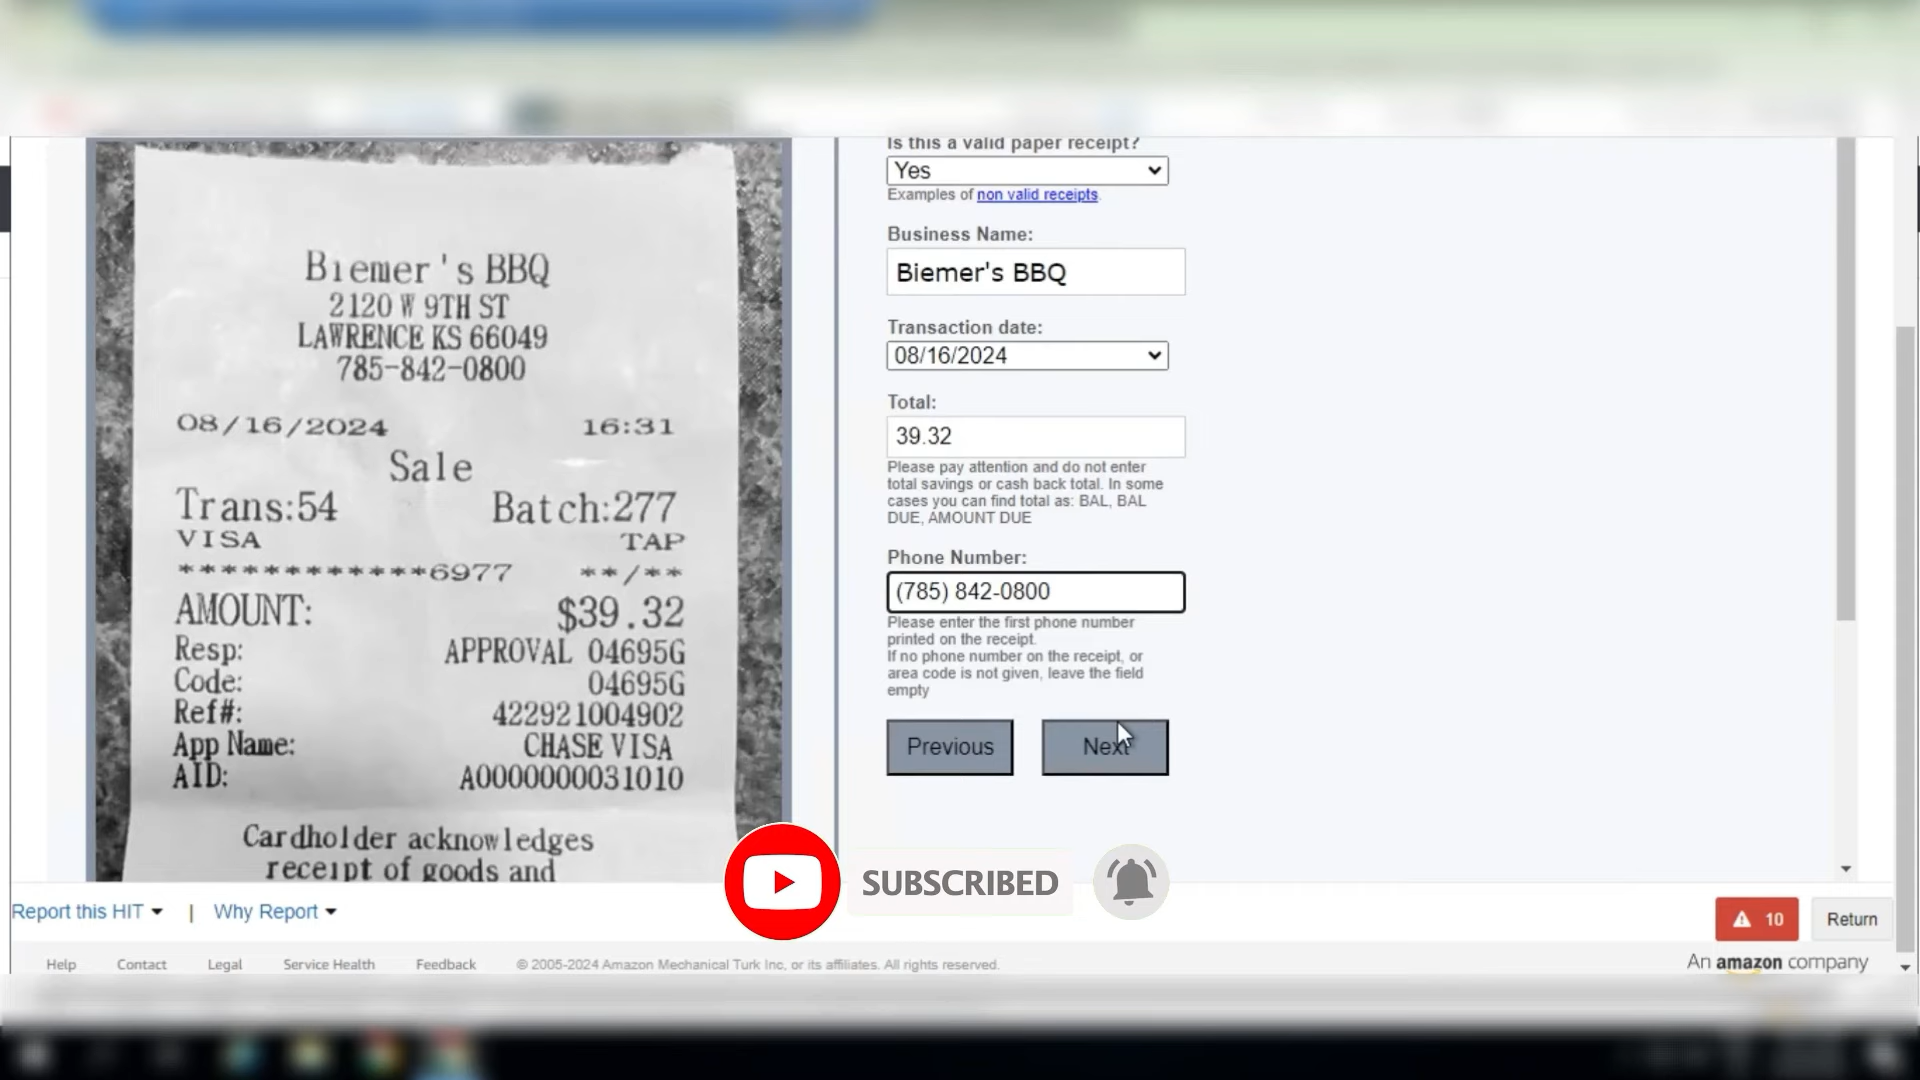 Biemer's BBQ
2120 W 9TH ST
LAWRENCE KS 66049
785-842-0800
08/16/2024 16:31
Sale
Trans:54 Batch:277
VISA TAP
************6977 **/**
AMOUNT: $39.32
Resp: APPROVAL 04695G
Code: 04695G
Ref#: 422921004902
App Name: CHASE VISA
AID: A0000000031010
Cardholder acknowledges
receipt of goods and
Is this a valid paper receipt?
Yes
Examples of non valid receipts.
Business Name:
Biemer's BBQ
Transaction date:
08/16/2024
Total:
39.32
Please pay attention and do not enter
total savings or cash back total. In some
cases you can find total as: BAL, BAL
DUE, AMOUNT DUE
Phone Number:
(785) 842-0800
Please enter the first phone number
printed on the receipt.
If no phone number on the receipt, or
area code is not given, leave the field
empty
Previous Next
SUBSCRIBED
Report this HIT | Why Report 10 Return
Help Contact Legal Service Health Feedback © 2005-2024 Amazon Mechanical Turk Inc, or its affiliates. All rights reserved. An amazon company